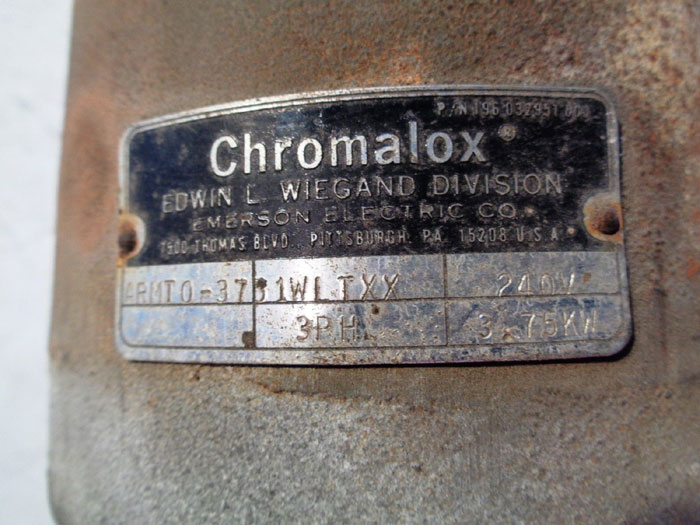 P/N 196 037951 003
Chromalox®
EDWIN L. WIEGAND DIVISION
EMERSON ELECTRIC CO.
7500 THOMAS BLVD., PITTSBURGH, PA. 15208 U.S.A.
ARMTO-3731WLTXX 240V
3PH. 3.75KW